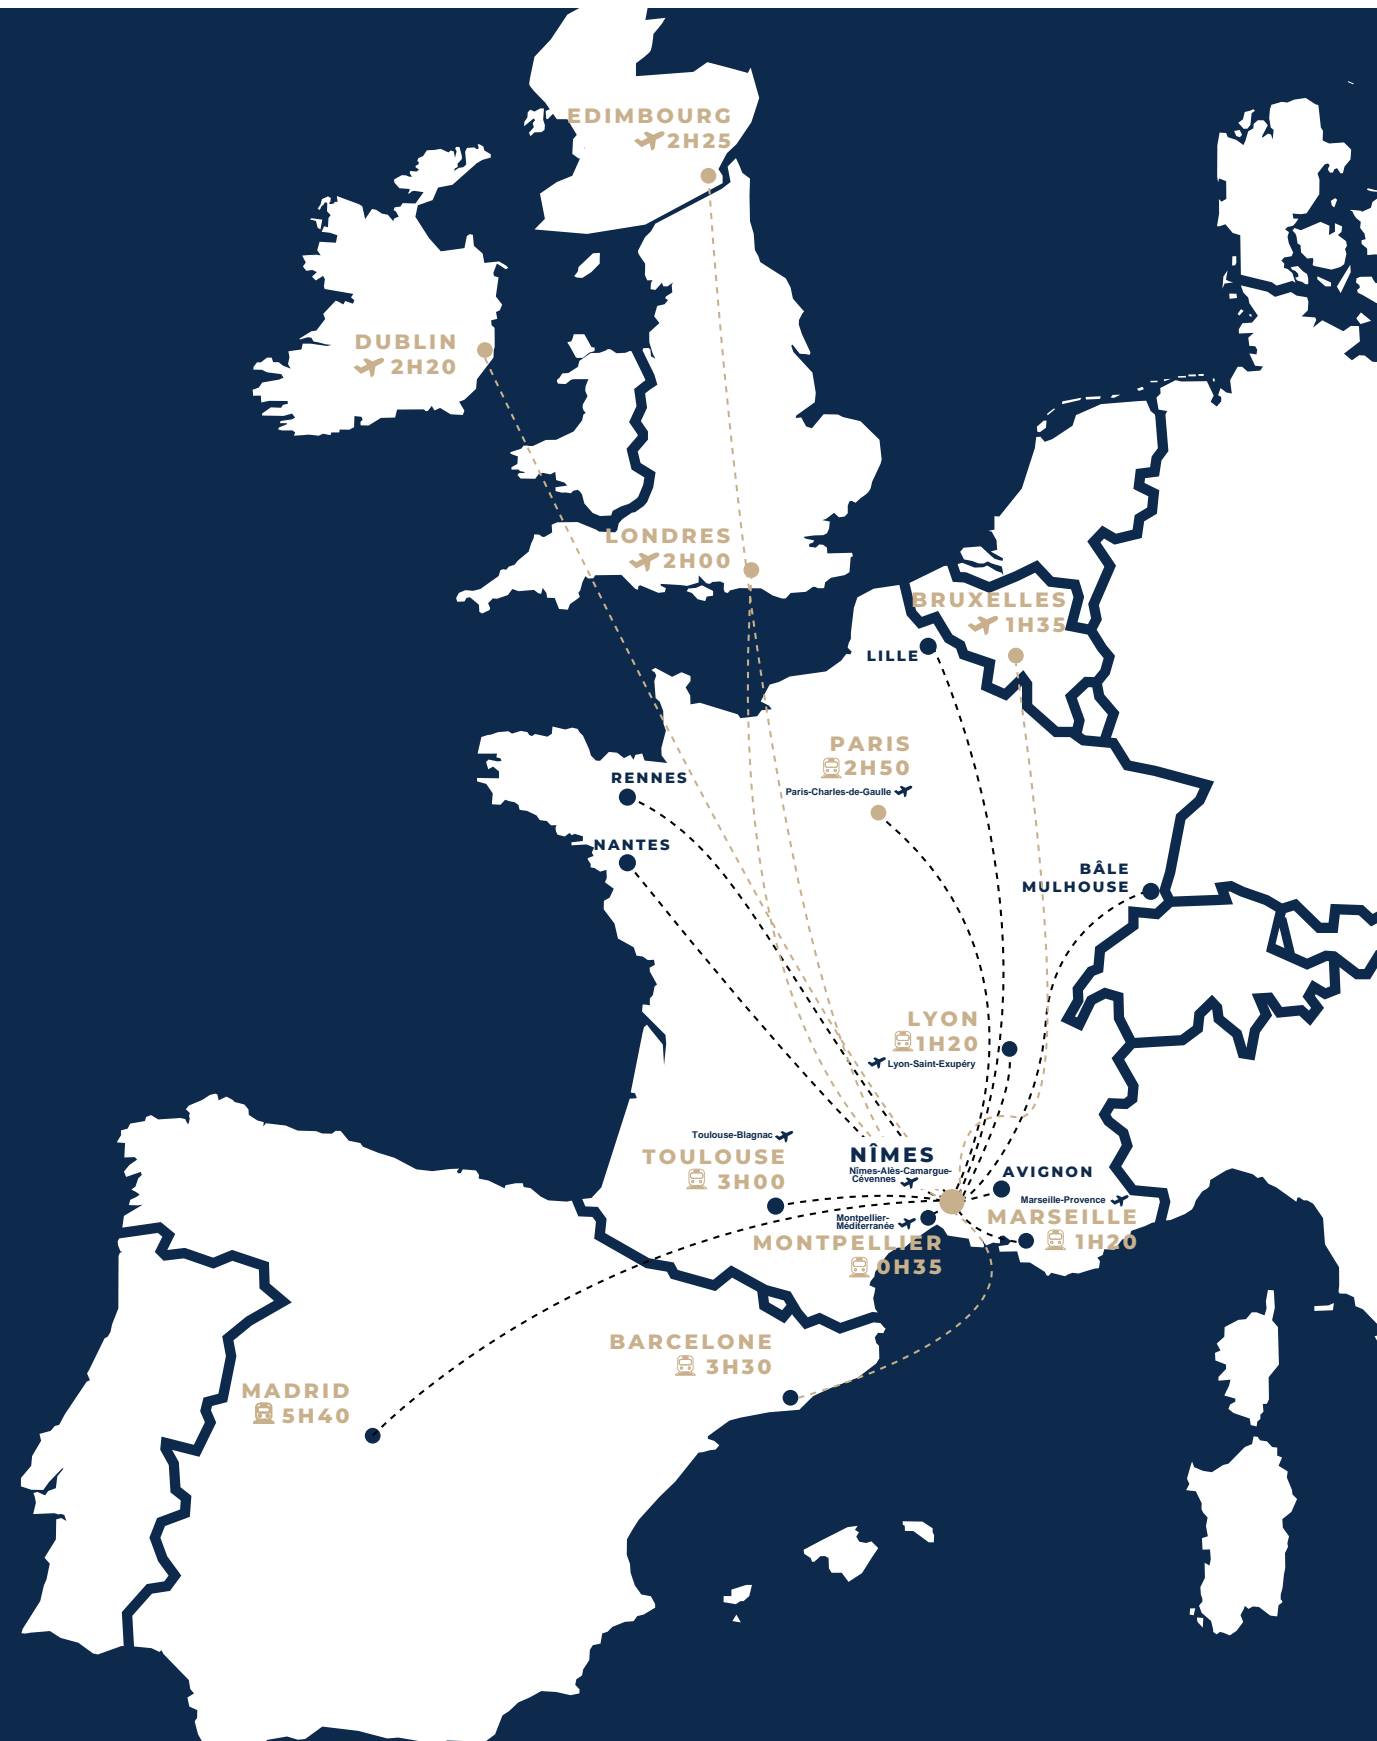 EDIMBOURG
2H25
DUBLIN
2H20
LONDRES
2H00
BRUXELLES
1H35
LILLE
PARIS
2H50
Paris-Charles-de-Gaulle
RENNES
NANTES
BÂLE
MULHOUSE
LYON
1H20
Lyon-Saint-Exupéry
Toulouse-Blagnac
TOULOUSE
3H00
NÎMES
Nîmes-Alès-Camargue-
Cévennes
AVIGNON
Marseille-Provence
MARSEILLE
1H20
Montpellier-
Méditerranée
MONTPELLIER
0H35
BARCELONE
3H30
MADRID
5H40